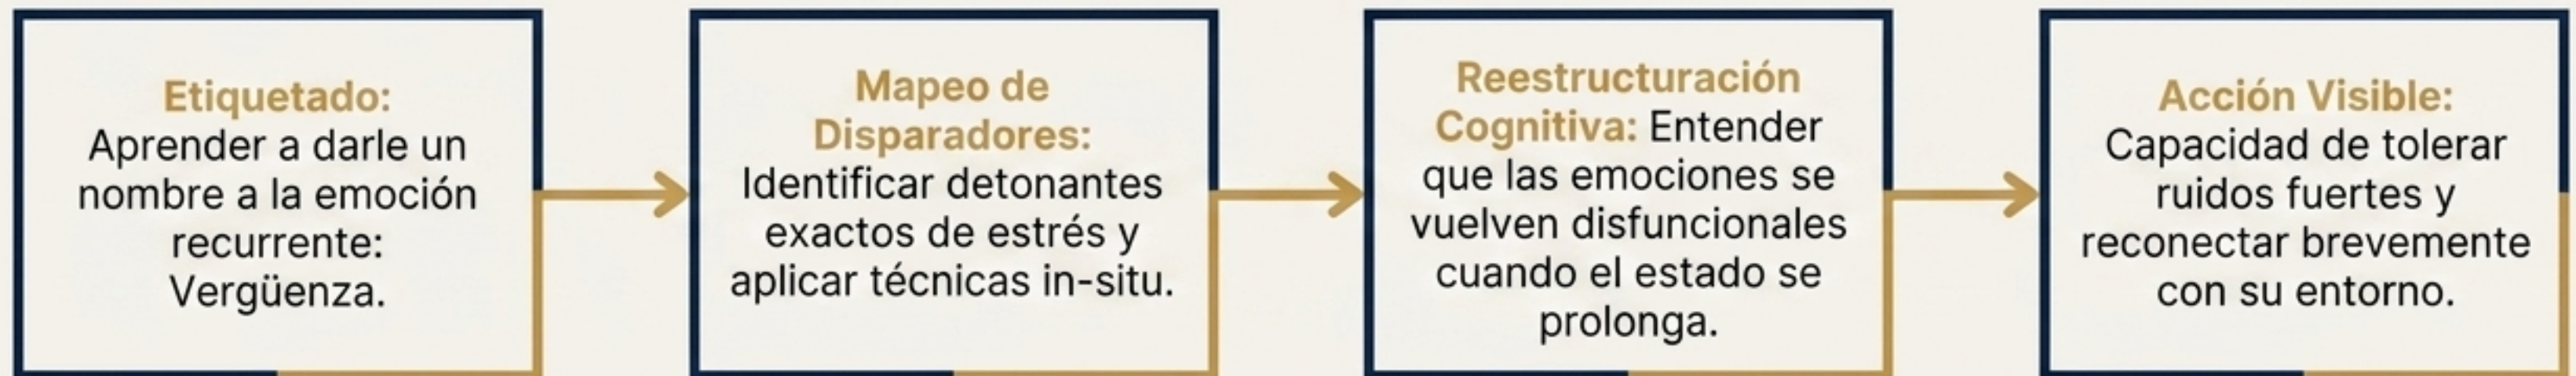 Etiquetado:
Aprender a darle un
nombre a la emoción
recurrente:
Vergüenza.
Mapeo de
Disparadores:
Identificar detonantes
exactos de estrés y
aplicar técnicas in-situ.
Reestructuración
Cognitiva: Entender
que las emociones se
vuelven disfuncionales
cuando el estado se
prolonga.
Acción Visible:
Capacidad de tolerar
ruidos fuertes y
reconectar brevemente
con su entorno.